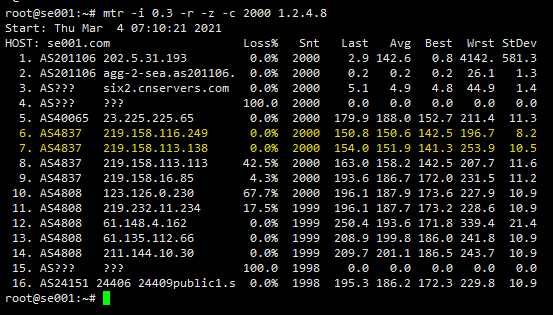 root@se001:~# mtr -i 0.3 -r -z -c 2000 1.2.4.8
Start: Thu Mar  4 07:10:21 2021
HOST: se001.com                   Loss%   Snt   Last   Avg  Best  Wrst StDev
  1. AS201106 202.5.31.193         0.0%  2000    2.9 142.6   0.8 4142. 581.3
  2. AS201106 agg-2-sea.as201106.  0.0%  2000    0.2   0.2   0.2  26.1   1.3
  3. AS???    six2.cnservers.com   0.0%  2000    5.1   4.9   4.8  44.9   1.4
  4. AS???    ???                 100.0  2000    0.0   0.0   0.0   0.0   0.0
  5. AS40065  23.225.225.65        0.0%  2000  179.9 188.0 152.7 211.4  11.3
  6. AS4837   219.158.116.249      0.0%  2000  150.8 150.6 142.5 196.7   8.2
  7. AS4837   219.158.113.138      0.0%  2000  154.0 151.9 141.3 253.9  10.5
  8. AS4837   219.158.113.113     42.5%  2000  163.0 158.2 142.5 207.7  11.6
  9. AS4837   219.158.16.85        4.3%  2000  193.6 186.7 172.0 231.5  11.2
 10. AS4808   123.126.0.230       67.7%  2000  196.1 187.9 173.6 227.9  10.9
 11. AS4808   219.232.11.234      17.5%  1999  196.1 187.7 173.2 228.6  10.9
 12. AS4808   61.148.4.162         0.0%  1999  250.4 193.6 171.8 339.4  21.4
 13. AS4808   61.135.112.66        0.0%  1999  208.9 199.8 186.0 241.8  10.9
 14. AS4808   211.144.10.30        0.0%  1999  209.7 201.1 186.5 243.7  10.9
 15. AS???    ???                 100.0  1998    0.0   0.0   0.0   0.0   0.0
 16. AS24151  24406 24409public1.s  0.0%  1998  195.3 186.2 172.3 229.8  10.9
root@se001:~#